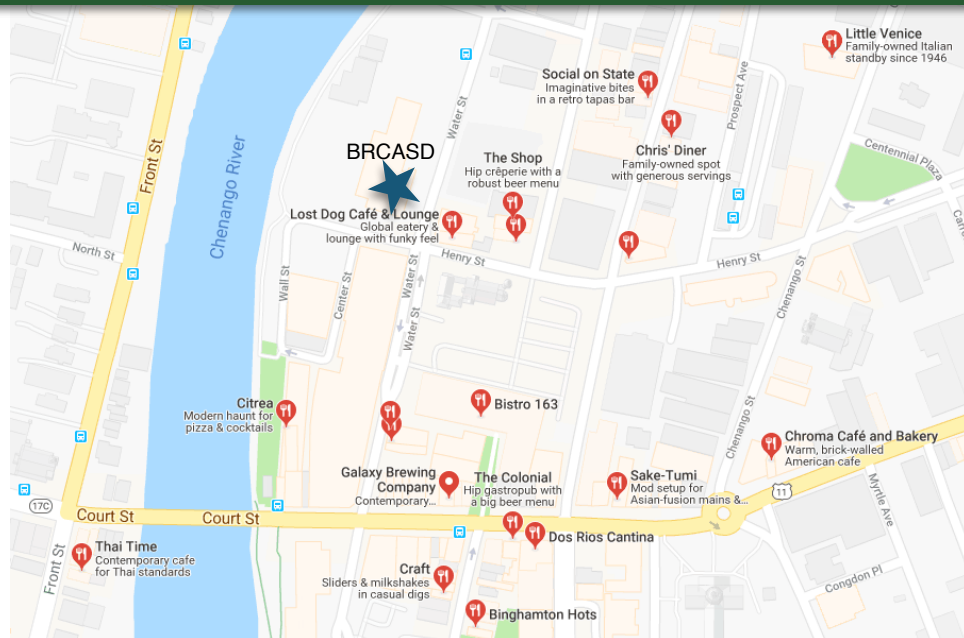 Little Venice
Family-owned Italian
standby since 1946
Social on State
Imaginative bites
in a retro tapas bar
Prospect Ave
Water St
Front St
Chenango River
BRCASD
The Shop
Hip crêperie with a
robust beer menu
Chris' Diner
Family-owned spot
with generous servings
Centennial Plaza
Lost Dog Café & Lounge
Global eatery &
lounge with funky feel
North St
Henry St
Henry St
Wall St
Center St
Water St
Water St
Chenango St
Citrea
Modern haunt for
pizza & cocktails
Bistro 163
Chenango St
Chroma Café and Bakery
Warm, brick-walled
American cafe
Galaxy Brewing
Company
Contemporary...
The Colonial
Hip gastropub with
a big beer menu
Sake-Tumi
Mod setup for
Asian-fusion mains &...
11
Myrtle Ave
17C
Court St
Court St
Dos Rios Cantina
Thai Time
Contemporary cafe
for Thai standards
Front St
Craft
Sliders & milkshakes
in casual digs
Congdon Pl
Binghamton Hots